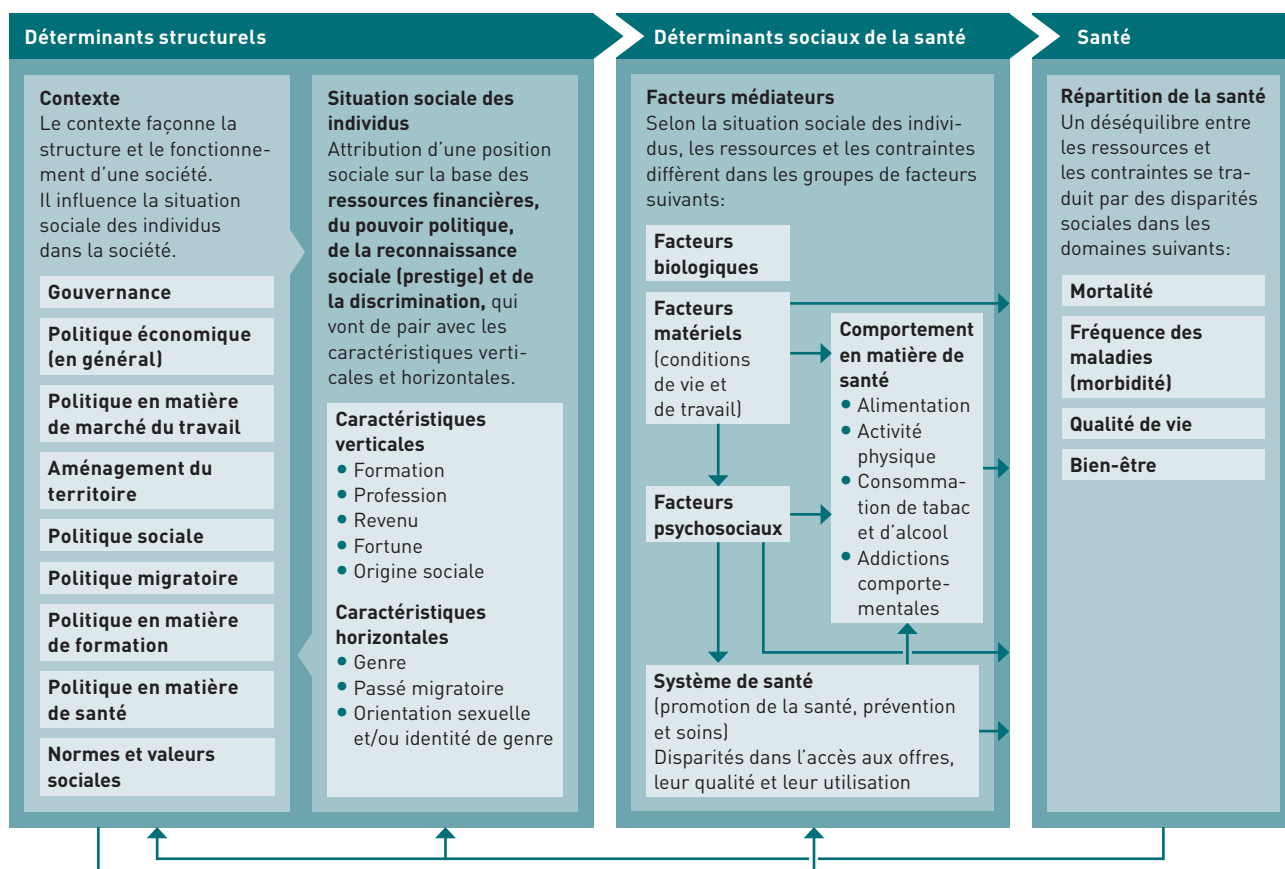 Déterminants structurels
Contexte
Le contexte façonne la
structure et le fonctionne-
ment d'une société.
Il influence la situation
sociale des individus
dans la société.
Gouvernance
Politique économique
(en général)
Politique en matière
de marché du travail
Aménagement du
territoire
Politique sociale
Politique migratoire
Politique en matière
de formation
Politique en matière
de santé
Normes et valeurs
sociales
Situation sociale des
individus
Attribution d'une position
sociale sur la base des
ressources financières,
du pouvoir politique,
de la reconnaissance
sociale (prestige) et de
la discrimination, qui
vont de pair avec les
caractéristiques verti-
cales et horizontales.
Caractéristiques
verticales
• Formation
• Profession
• Revenu
• Fortune
• Origine sociale
Caractéristiques
horizontales
• Genre
• Passé migratoire
• Orientation sexuelle
et/ou identité de genre
Déterminants sociaux de la santé
Facteurs médiateurs
Selon la situation sociale des indivi-
dus, les ressources et les contraintes
diffèrent dans les groupes de facteurs
suivants:
Facteurs
biologiques
Facteurs
matériels
(conditions
de vie et
de travail)
Facteurs
psychosociaux
Comportement
en matière de
santé
• Alimentation
• Activité
physique
• Consomma-
tion de tabac
et d'alcool
• Addictions
comporte-
mentales
Système de santé
(promotion de la santé, prévention
et soins)
Disparités dans l'accès aux offres,
leur qualité et leur utilisation
Santé
Répartition de la santé
Un déséquilibre entre
les ressources et
les contraintes se tra-
duit par des disparités
sociales dans les
domaines suivants:
Mortalité
Fréquence des
maladies
(morbidité)
Qualité de vie
Bien-être